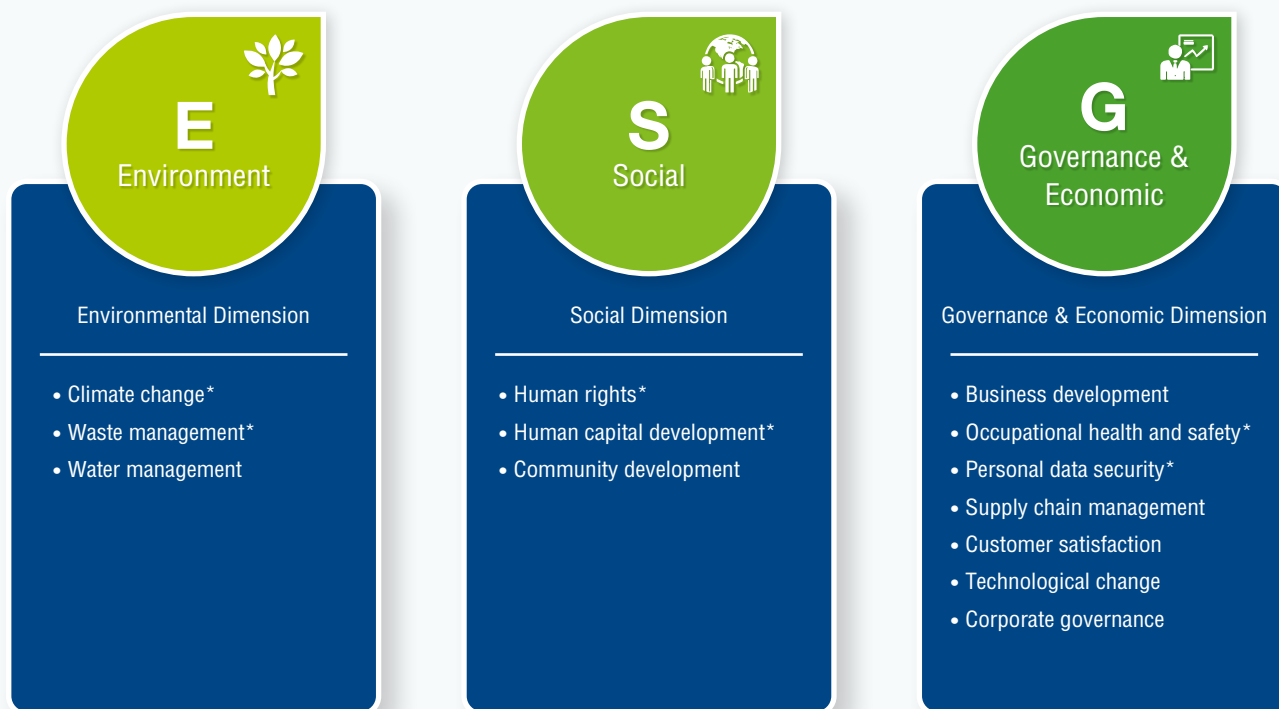 E
Environment
Environmental Dimension
• Climate change*
• Waste management*
• Water management
S
Social
Social Dimension
• Human rights*
• Human capital development*
• Community development
G
Governance &
Economic
Governance & Economic Dimension
• Business development
• Occupational health and safety*
• Personal data security*
• Supply chain management
• Customer satisfaction
• Technological change
• Corporate governance